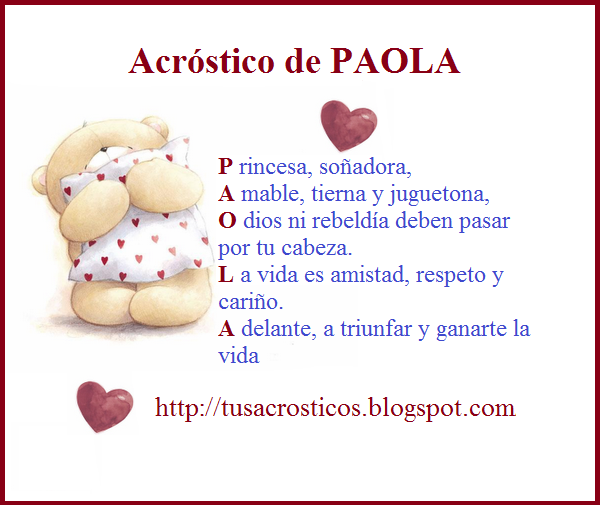 Acróstico de PAOLA
P rincesa, soñadora,
A mable, tierna y juguetona,
O dios ni rebeldía deben pasar
por tu cabeza.
L a vida es amistad, respeto y
cariño.
A delante, a triunfar y ganarte la
vida
http://tusacrosticos.blogspot.com